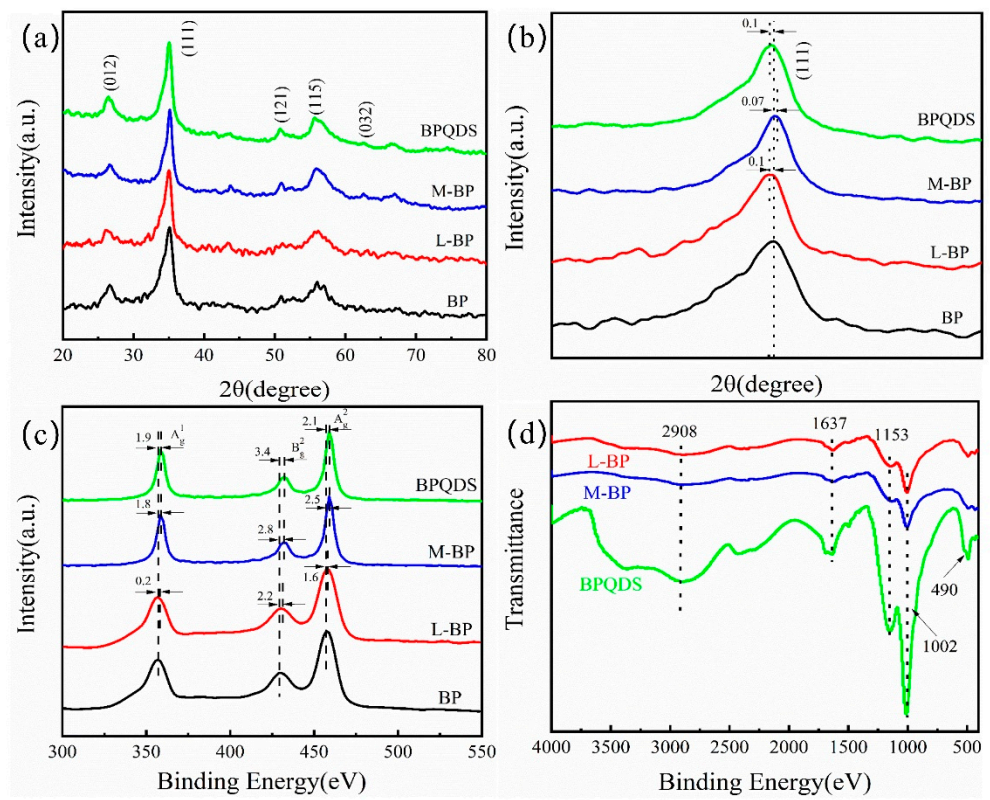 (a)
(012)
(111)
(121)
(115)
(032)
BPQDS
M-BP
L-BP
BP
Intensity(a.u.)
20 30 40 50 60 70 80
2θ(degree)
(b)
0.1
(111)
BPQDS
0.07
M-BP
0.1
L-BP
BP
Intensity(a.u.)
2θ(degree)
(c)
1.9 A¹g
3.4 B²g
2.1 A²g
BPQDS
1.8
2.8
2.5
M-BP
0.2
2.2
1.6
L-BP
BP
Intensity(a.u.)
300 350 400 450 500 550
Binding Energy(eV)
(d)
2908
1637
1153
L-BP
M-BP
BPQDS
490
1002
Transmittance
4000 3500 3000 2500 2000 1500 1000 500
Binding Energy(eV)